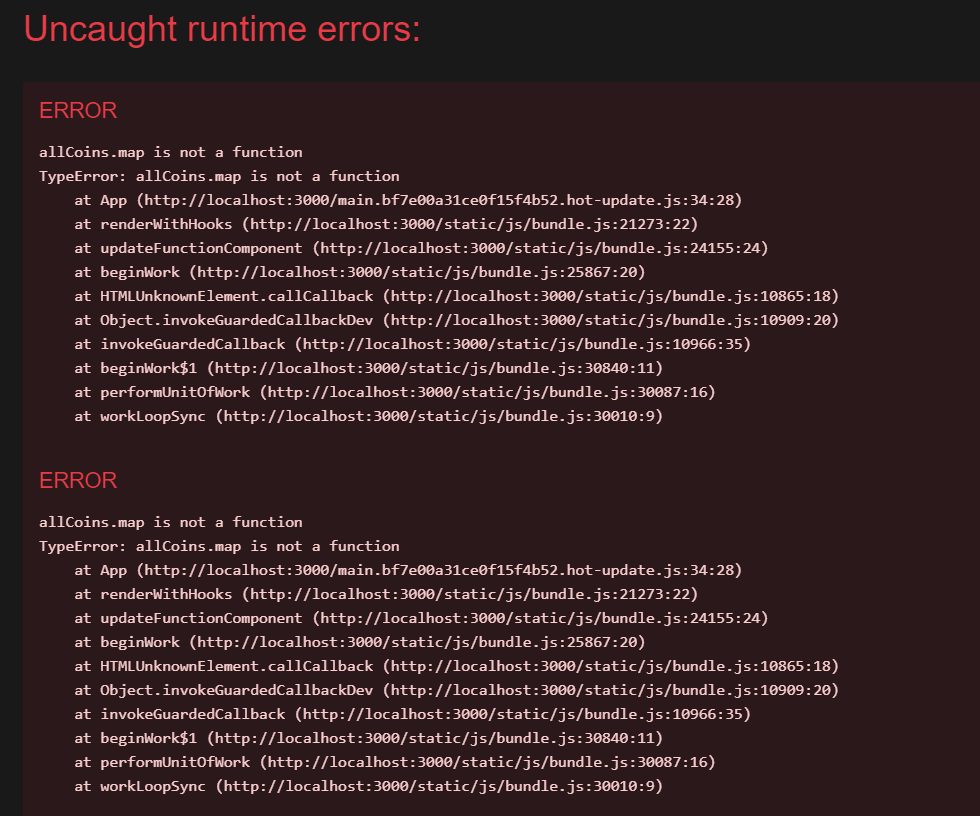 Uncaught runtime errors:
ERROR
allCoins.map is not a function
TypeError: allCoins.map is not a function
at App (http://localhost:3000/main.bf7e00a31ce0f15f4b52.hot-update.js:34:28)
at renderWithHooks (http://localhost:3000/static/js/bundle.js:21273:22)
at updateFunctionComponent (http://localhost:3000/static/js/bundle.js:24155:24)
at beginWork (http://localhost:3000/static/js/bundle.js:25867:20)
at HTMLUnknownElement.callCallback (http://localhost:3000/static/js/bundle.js:10865:18)
at Object.invokeGuardedCallbackDev (http://localhost:3000/static/js/bundle.js:10909:20)
at invokeGuardedCallback (http://localhost:3000/static/js/bundle.js:10966:35)
at beginWork$1 (http://localhost:3000/static/js/bundle.js:30840:11)
at performUnitOfWork (http://localhost:3000/static/js/bundle.js:30087:16)
at workLoopSync (http://localhost:3000/static/js/bundle.js:30010:9)
ERROR
allCoins.map is not a function
TypeError: allCoins.map is not a function
at App (http://localhost:3000/main.bf7e00a31ce0f15f4b52.hot-update.js:34:28)
at renderWithHooks (http://localhost:3000/static/js/bundle.js:21273:22)
at updateFunctionComponent (http://localhost:3000/static/js/bundle.js:24155:24)
at beginWork (http://localhost:3000/static/js/bundle.js:25867:20)
at HTMLUnknownElement.callCallback (http://localhost:3000/static/js/bundle.js:10865:18)
at Object.invokeGuardedCallbackDev (http://localhost:3000/static/js/bundle.js:10909:20)
at invokeGuardedCallback (http://localhost:3000/static/js/bundle.js:10966:35)
at beginWork$1 (http://localhost:3000/static/js/bundle.js:30840:11)
at performUnitOfWork (http://localhost:3000/static/js/bundle.js:30087:16)
at workLoopSync (http://localhost:3000/static/js/bundle.js:30010:9)